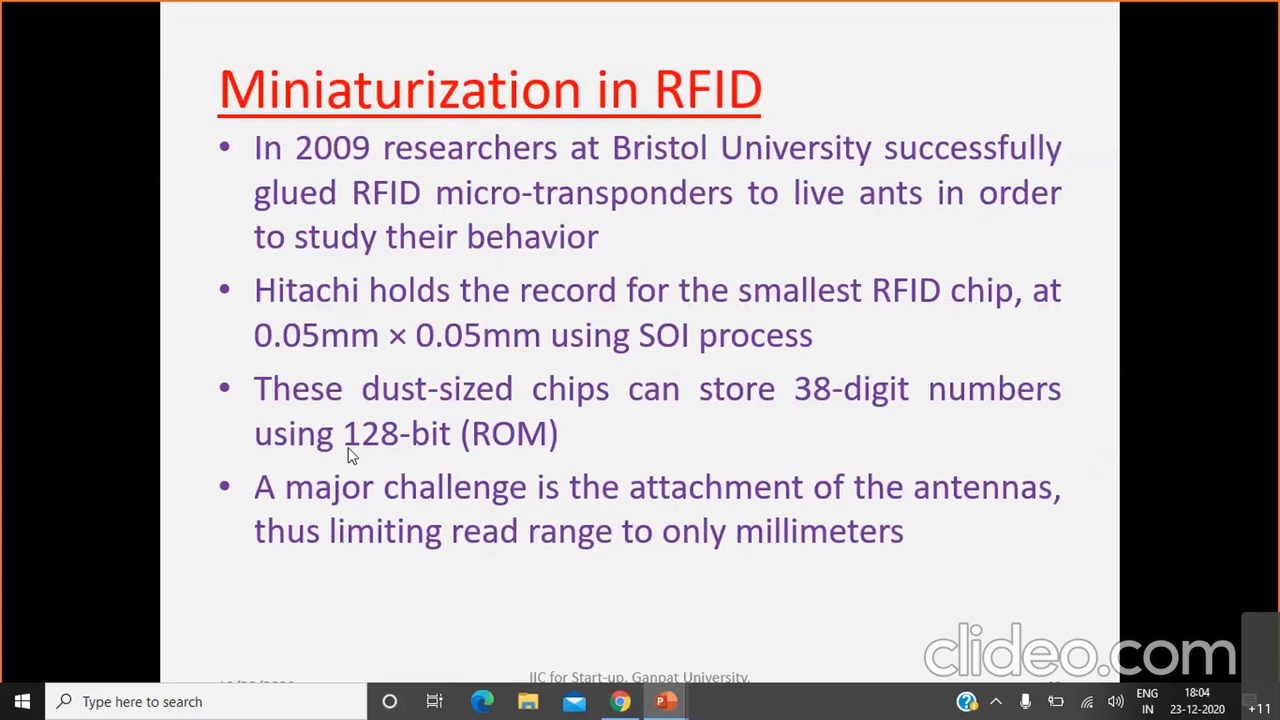 Miniaturization in RFID
• In 2009 researchers at Bristol University successfully
glued RFID micro-transponders to live ants in order
to study their behavior
• Hitachi holds the record for the smallest RFID chip, at
0.05mm × 0.05mm using SOI process
• These dust-sized chips can store 38-digit numbers
using 128-bit (ROM)
• A major challenge is the attachment of the antennas,
thus limiting read range to only millimeters
clideo.com
IIC for Start-up, Ganpat University,
Type here to search
ENG
IN
18:04
23-12-2020
+11